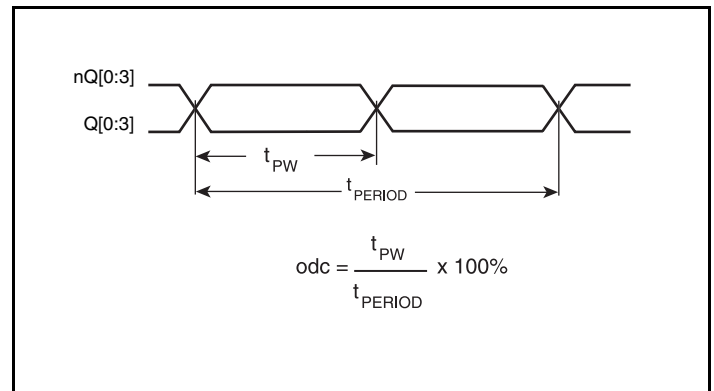 nQ[0:3]
Q[0:3]
tPW
tPERIOD
odc = tPW / tPERIOD x 100%